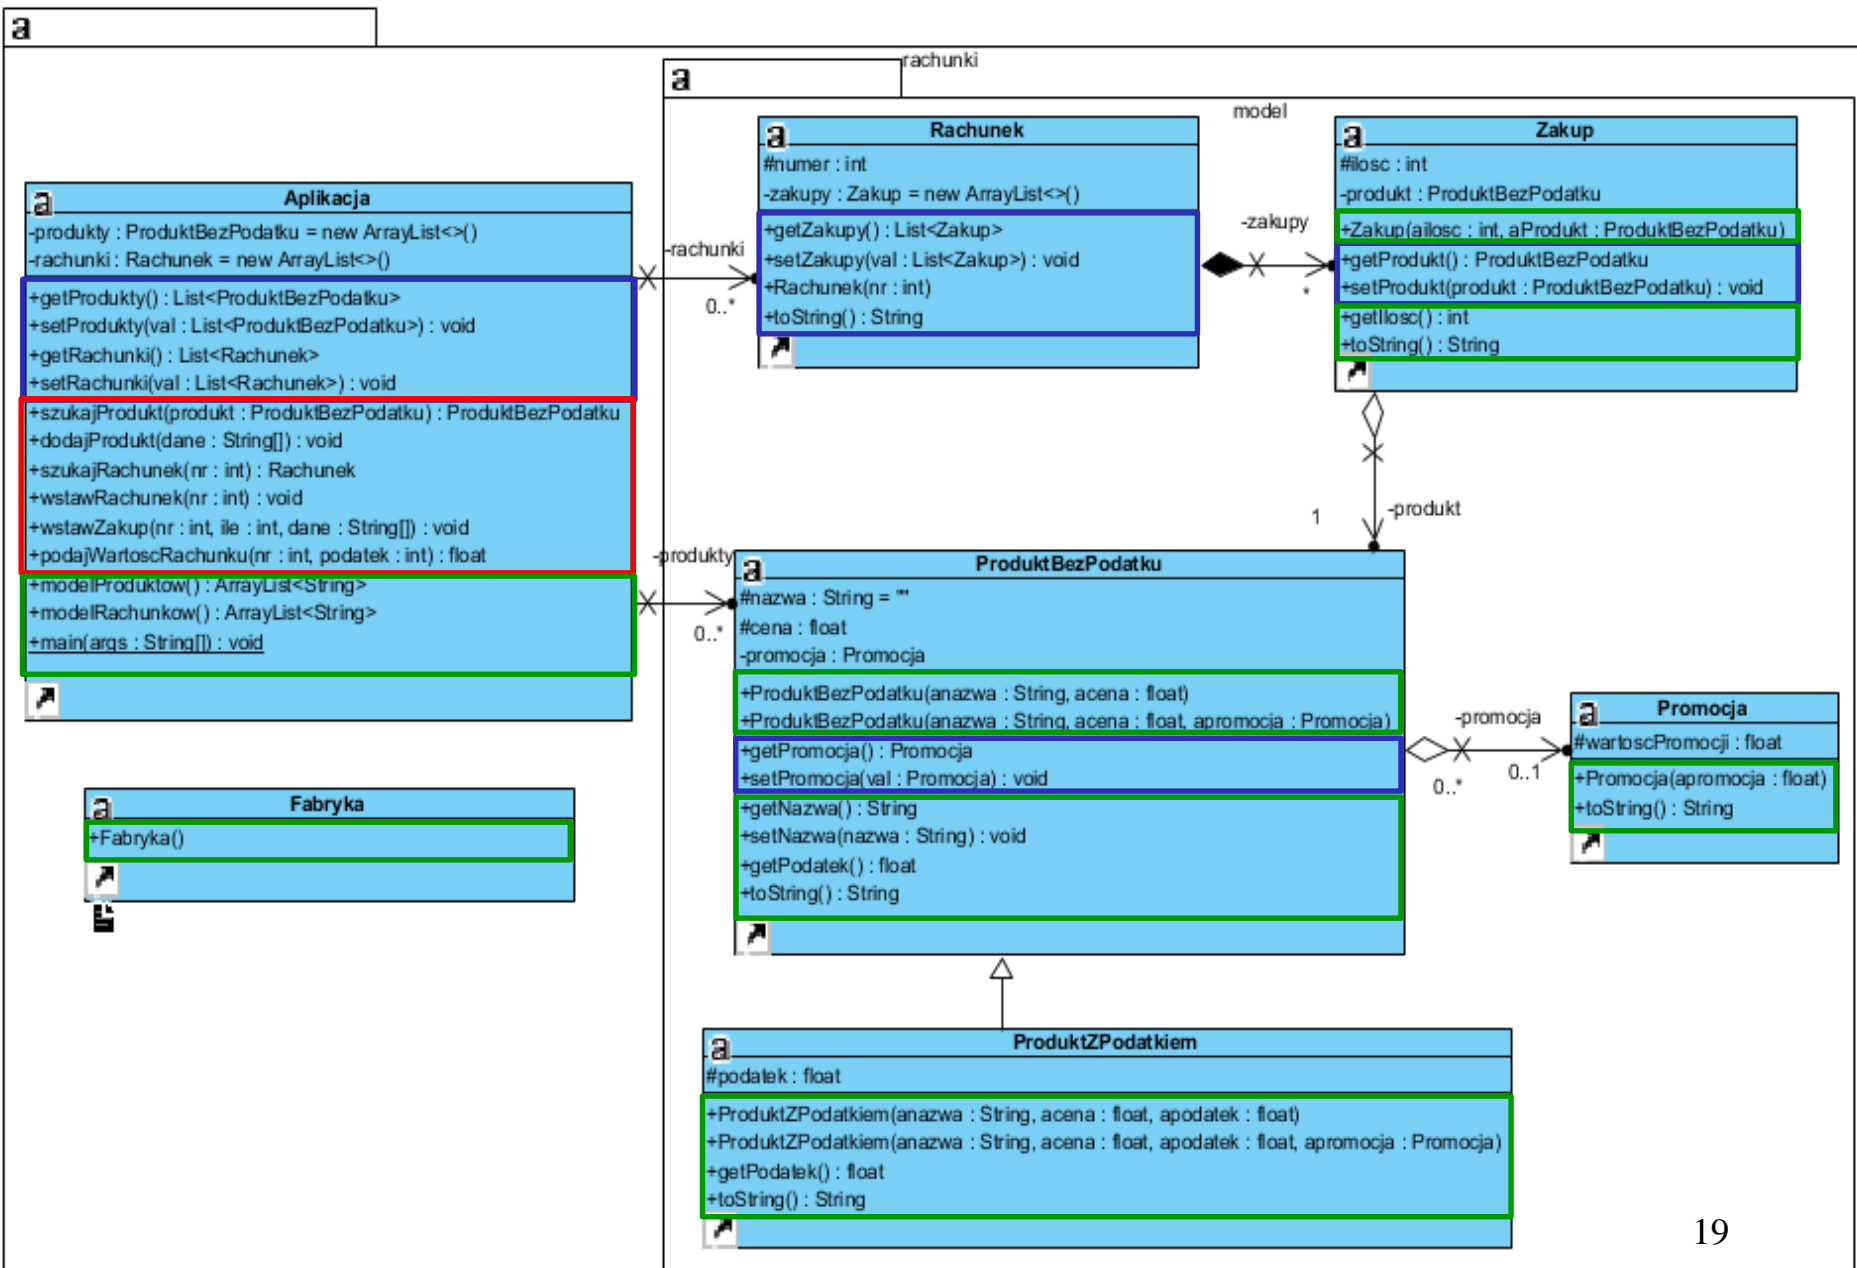 a
rachunki
a
model
a
Aplikacja
-produkty : ProduktBezPodatku = new ArrayList<>()
-rachunki : Rachunek = new ArrayList<>()
+getProdukty() : List<ProduktBezPodatku>
+setProdukty(val : List<ProduktBezPodatku>) : void
+getRachunki() : List<Rachunek>
+setRachunki(val : List<Rachunek>) : void
+szukajProdukt(produkt : ProduktBezPodatku) : ProduktBezPodatku
+dodajProdukt(dane : String[]) : void
+szukajRachunek(nr : int) : Rachunek
+wstawRachunek(nr : int) : void
+wstawZakup(nr : int, ile : int, dane : String[]) : void
+podajWartoscRachunku(nr : int, podatek : int) : float
+modelProduktow() : ArrayList<String>
+modelRachunkow() : ArrayList<String>
+main(args : String[]) : void
-rachunki
0..*
a
Rachunek
#numer : int
-zakupy : Zakup = new ArrayList<>()
+getZakupy() : List<Zakup>
+setZakupy(val : List<Zakup>) : void
+Rachunek(nr : int)
+toString() : String
-zakupy
*
a
Zakup
#ilosc : int
-produkt : ProduktBezPodatku
+Zakup(ailosc : int, aProdukt : ProduktBezPodatku)
+getProdukt() : ProduktBezPodatku
+setProdukt(produkt : ProduktBezPodatku) : void
+getIlosc() : int
+toString() : String
1
-produkt
-produkty
0..*
a
ProduktBezPodatku
#nazwa : String = ""
#cena : float
-promocja : Promocja
+ProduktBezPodatku(anazwa : String, acena : float)
+ProduktBezPodatku(anazwa : String, acena : float, apromocja : Promocja)
+getPromocja() : Promocja
+setPromocja(val : Promocja) : void
+getNazwa() : String
+setNazwa(nazwa : String) : void
+getPodatek() : float
+toString() : String
-promocja
0..*
0..1
a
Promocja
#wartoscPromocji : float
+Promocja(apromocja : float)
+toString() : String
a
Fabryka
+Fabryka()
a
ProduktZPodatkiem
#podatek : float
+ProduktZPodatkiem(anazwa : String, acena : float, apodatek : float)
+ProduktZPodatkiem(anazwa : String, acena : float, apodatek : float, apromocja : Promocja)
+getPodatek() : float
+toString() : String
19